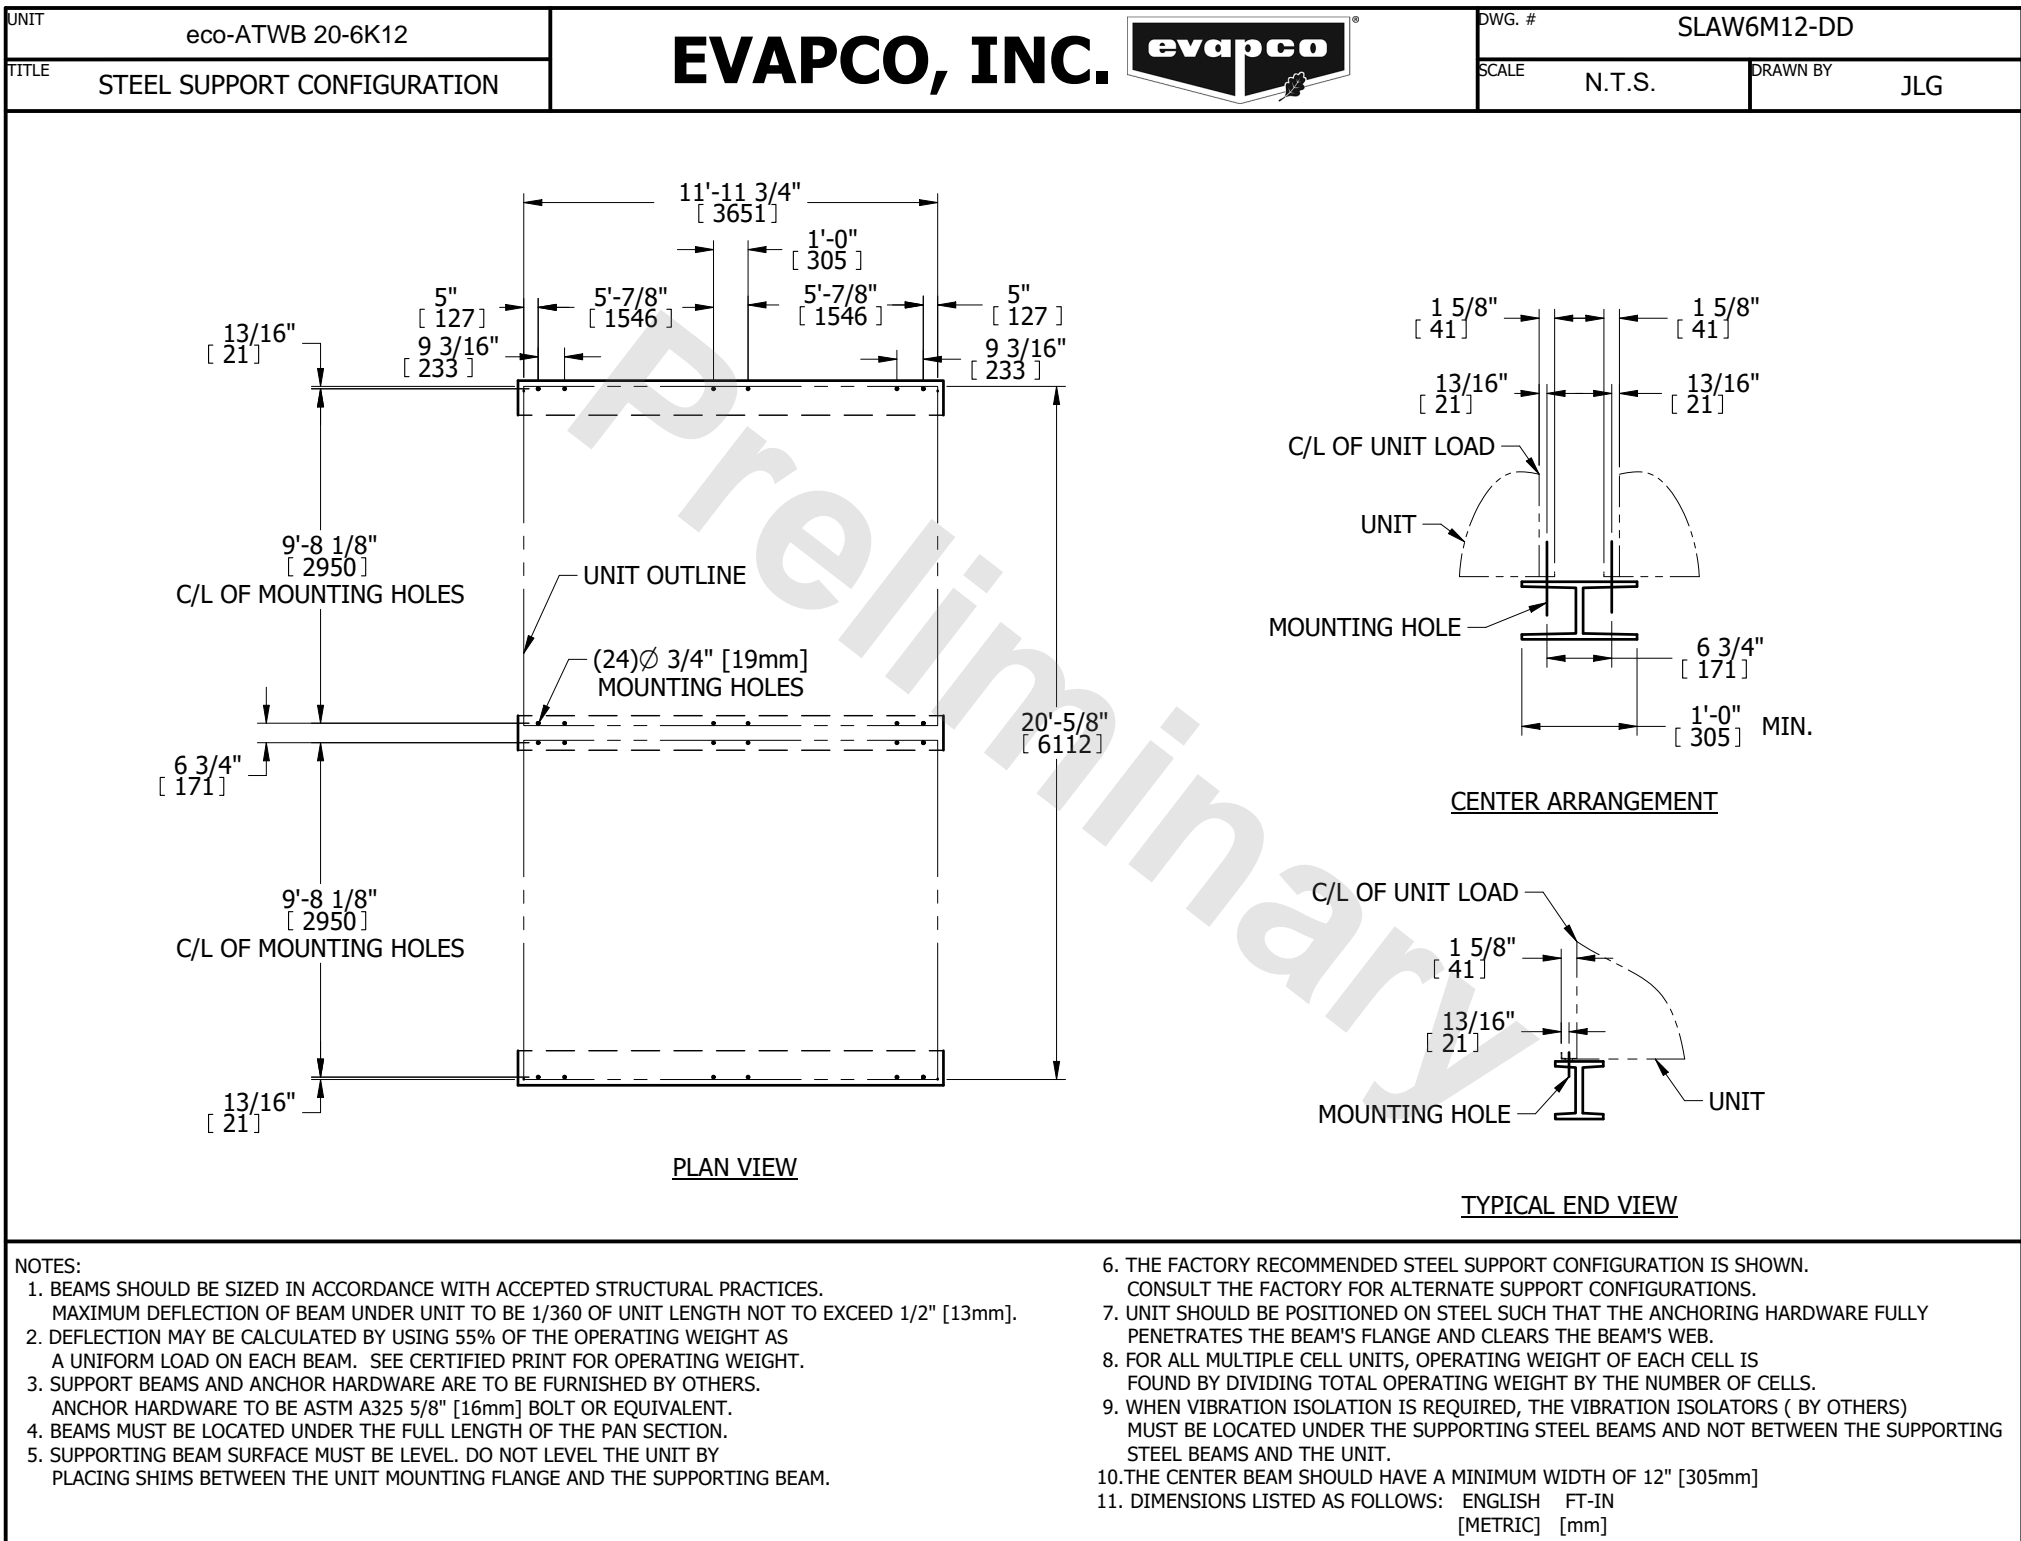 UNIT
eco-ATWB 20-6K12
TITLE
STEEL SUPPORT CONFIGURATION
EVAPCO, INC.
evapco
®
DWG. #
SLAW6M12-DD
SCALE
N.T.S.
DRAWN BY
JLG
11'-11 3/4"
[ 3651]
1'-0"
[ 305 ]
5"
[ 127]
5'-7/8"
[ 1546 ]
5'-7/8"
[ 1546 ]
5"
[ 127 ]
13/16"
[ 21]
9 3/16"
[ 233 ]
9 3/16"
[ 233 ]
9'-8 1/8"
[ 2950]
C/L OF MOUNTING HOLES
UNIT OUTLINE
(24)Ø 3/4" [19mm]
MOUNTING HOLES
6 3/4"
[ 171]
20'-5/8"
[ 6112]
9'-8 1/8"
[ 2950]
C/L OF MOUNTING HOLES
13/16"
[ 21]
PLAN VIEW
Preliminary
1 5/8"
[ 41]
1 5/8"
[ 41]
13/16"
[ 21]
13/16"
[ 21]
C/L OF UNIT LOAD
UNIT
MOUNTING HOLE
6 3/4"
[ 171]
1'-0"
[ 305]
MIN.
CENTER ARRANGEMENT
C/L OF UNIT LOAD
1 5/8"
[ 41]
13/16"
[ 21]
MOUNTING HOLE
UNIT
TYPICAL END VIEW
NOTES:
1. BEAMS SHOULD BE SIZED IN ACCORDANCE WITH ACCEPTED STRUCTURAL PRACTICES.
MAXIMUM DEFLECTION OF BEAM UNDER UNIT TO BE 1/360 OF UNIT LENGTH NOT TO EXCEED 1/2" [13mm].
2. DEFLECTION MAY BE CALCULATED BY USING 55% OF THE OPERATING WEIGHT AS
A UNIFORM LOAD ON EACH BEAM. SEE CERTIFIED PRINT FOR OPERATING WEIGHT.
3. SUPPORT BEAMS AND ANCHOR HARDWARE ARE TO BE FURNISHED BY OTHERS.
ANCHOR HARDWARE TO BE ASTM A325 5/8" [16mm] BOLT OR EQUIVALENT.
4. BEAMS MUST BE LOCATED UNDER THE FULL LENGTH OF THE PAN SECTION.
5. SUPPORTING BEAM SURFACE MUST BE LEVEL. DO NOT LEVEL THE UNIT BY
PLACING SHIMS BETWEEN THE UNIT MOUNTING FLANGE AND THE SUPPORTING BEAM.
6. THE FACTORY RECOMMENDED STEEL SUPPORT CONFIGURATION IS SHOWN.
CONSULT THE FACTORY FOR ALTERNATE SUPPORT CONFIGURATIONS.
7. UNIT SHOULD BE POSITIONED ON STEEL SUCH THAT THE ANCHORING HARDWARE FULLY
PENETRATES THE BEAM'S FLANGE AND CLEARS THE BEAM'S WEB.
8. FOR ALL MULTIPLE CELL UNITS, OPERATING WEIGHT OF EACH CELL IS
FOUND BY DIVIDING TOTAL OPERATING WEIGHT BY THE NUMBER OF CELLS.
9. WHEN VIBRATION ISOLATION IS REQUIRED, THE VIBRATION ISOLATORS ( BY OTHERS)
MUST BE LOCATED UNDER THE SUPPORTING STEEL BEAMS AND NOT BETWEEN THE SUPPORTING
STEEL BEAMS AND THE UNIT.
10.THE CENTER BEAM SHOULD HAVE A MINIMUM WIDTH OF 12" [305mm]
11. DIMENSIONS LISTED AS FOLLOWS: ENGLISH FT-IN
[METRIC] [mm]